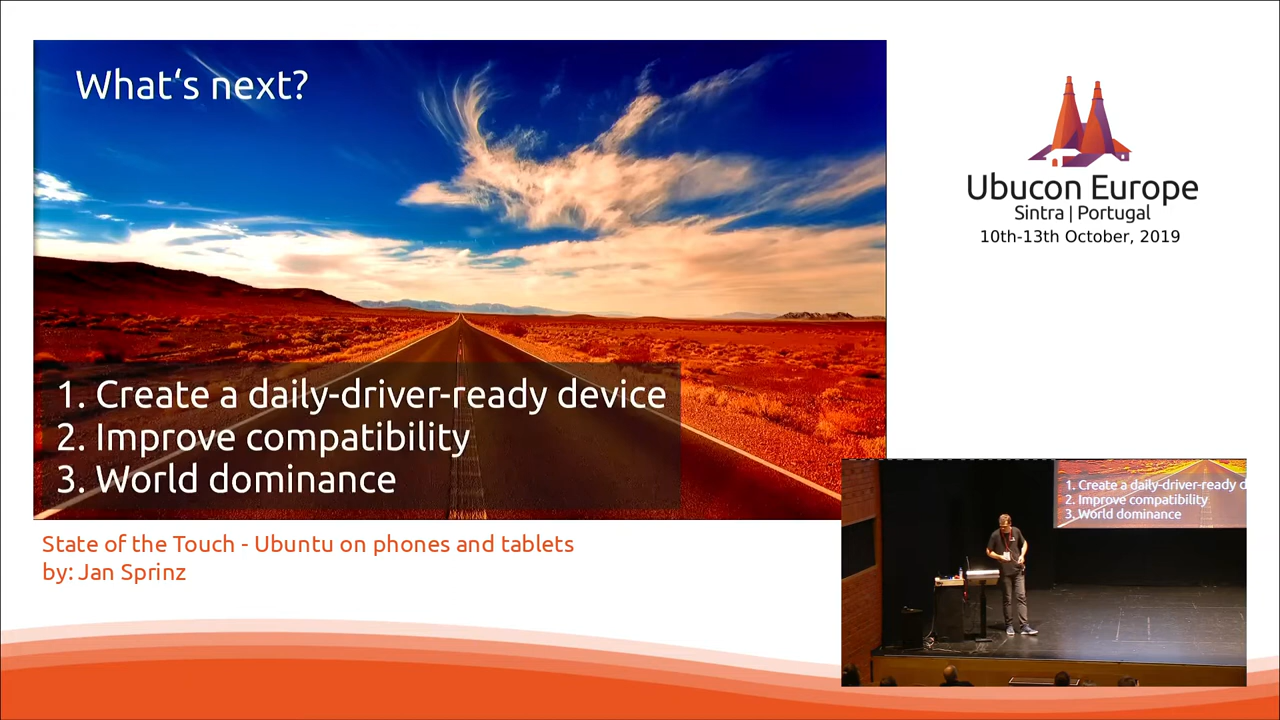 What‘s next?
1. Create a daily-driver-ready device
2. Improve compatibility
3. World dominance
State of the Touch - Ubuntu on phones and tablets
by: Jan Sprinz
Ubucon Europe
Sintra | Portugal
10th-13th October, 2019
1. Create a daily-driver-ready d
2. Improve compatibility
3. World dominance